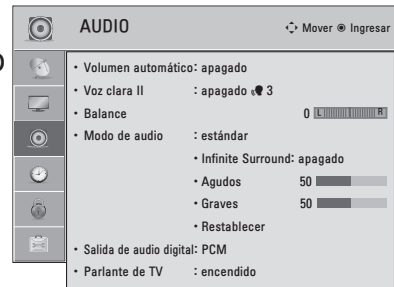 AUDIO Mover Ingresar
• Volumen automático: apagado
• Voz clara II : apagado 3
• Balance 0 L R
• Modo de audio : estándar
• Infinite Surround: apagado
• Agudos 50
• Graves 50
• Restablecer
• Salida de audio digital: PCM
• Parlante de TV : encendido